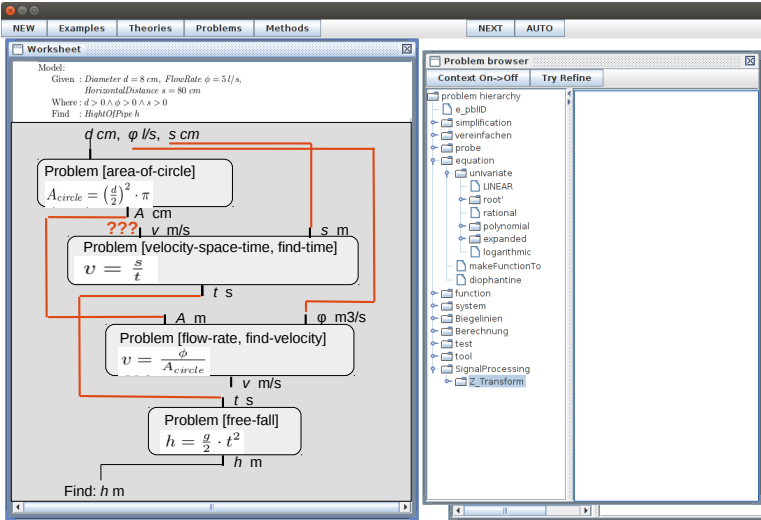 NEW Examples Theories Problems Methods NEXT AUTO
Worksheet
Model:
Given : Diameter d = 8 cm, FlowRate ϕ = 5 l/s,
HorizontalDistance s = 80 cm
Where : d > 0 ∧ ϕ > 0 ∧ s > 0
Find : HightOfPipe h
d cm, φ l/s, s cm
Problem [area-of-circle]
A_circle = (d/2)^2 · π
A cm
??? v m/s s m
Problem [velocity-space-time, find-time]
v = s/t
t s
A m φ m3/s
Problem [flow-rate, find-velocity]
v = ϕ/A_circle
v m/s
t s
Problem [free-fall]
h = g/2 · t^2
h m
Find: h m
Problem browser
Context On->Off Try Refine
problem hierarchy
e_pblID
simplification
vereinfachen
probe
equation
univariate
LINEAR
root'
rational
polynomial
expanded
logarithmic
makeFunctionTo
diophantine
function
system
Biegelinien
Berechnung
test
tool
SignalProcessing
Z_Transform